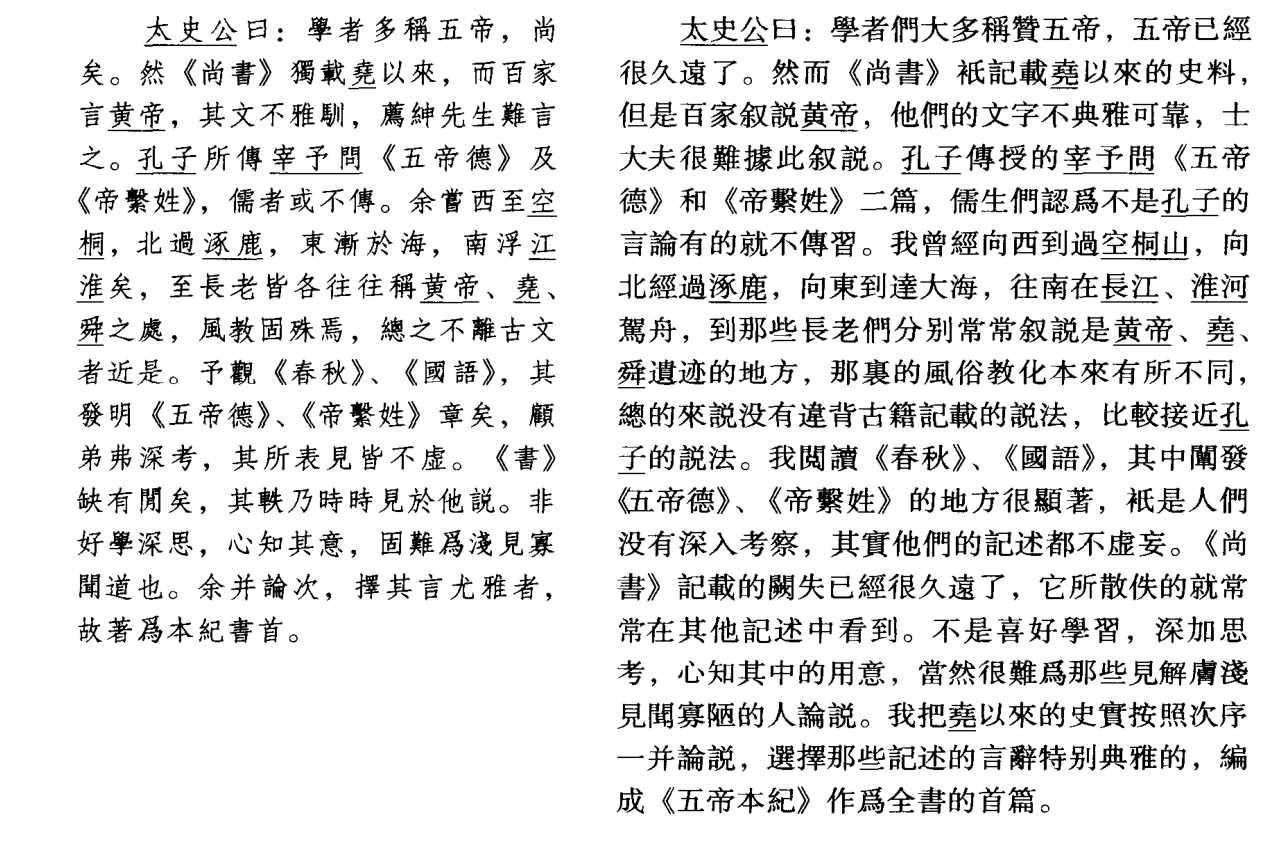 太史公曰：學者多稱五帝，尚
矣。然《尚書》獨載堯以來，而百家
言黄帝，其文不雅馴，薦紳先生難言
之。孔子所傳宰予問《五帝德》及
《帝繫姓》，儒者或不傳。余嘗西至空
桐，北過涿鹿，東漸於海，南浮江
淮矣，至長老皆各往往稱黄帝、堯、
舜之處，風教固殊焉，總之不離古文
者近是。予觀《春秋》、《國語》，其
發明《五帝德》、《帝繫姓》章矣，顧
弟弗深考，其所表見皆不虚。《書》
缺有閒矣，其軼乃時時見於他説。非
好學深思，心知其意，固難爲淺見寡
聞道也。余并論次，擇其言尤雅者，
故著爲本紀書首。
太史公曰：學者們大多稱贊五帝，五帝已經
很久遠了。然而《尚書》衹記載堯以來的史料，
但是百家叙説黄帝，他們的文字不典雅可靠，士
大夫很難據此叙説。孔子傳授的宰予問《五帝
德》和《帝繫姓》二篇，儒生們認爲不是孔子的
言論有的就不傳習。我曾經向西到過空桐山，向
北經過涿鹿，向東到達大海，往南在長江、淮河
駕舟，到那些長老們分别常常叙説是黄帝、堯、
舜遺迹的地方，那裏的風俗教化本來有所不同，
總的來説没有違背古籍記載的説法，比較接近孔
子的説法。我閲讀《春秋》、《國語》，其中闡發
《五帝德》、《帝繫姓》的地方很顯著，衹是人們
没有深入考察，其實他們的記述都不虚妄。《尚
書》記載的闕失已經很久遠了，它所散佚的就常
常在其他記述中看到。不是喜好學習，深加思
考，心知其中的用意，當然很難爲那些見解膚淺
見聞寡陋的人論説。我把堯以來的史實按照次序
一并論説，選擇那些記述的言辭特别典雅的，編
成《五帝本紀》作爲全書的首篇。